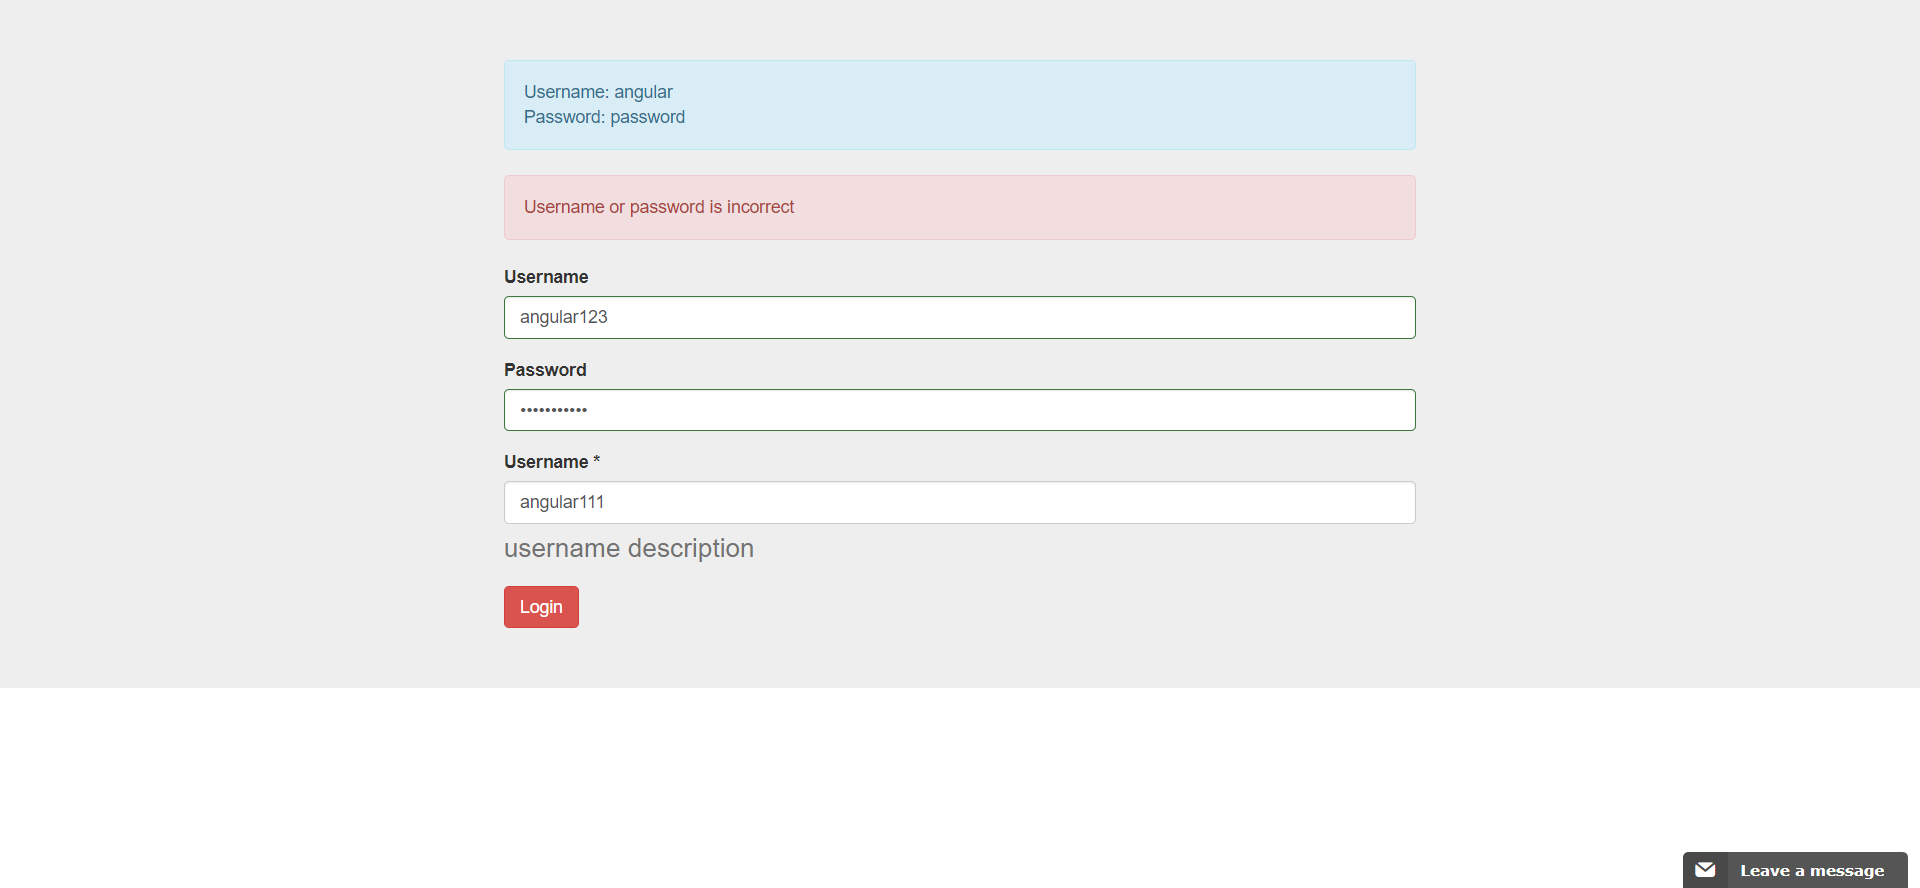 Username: angular
Password: password
Username or password is incorrect
Username
angular123
Password
•••••••••••
Username *
angular111
username description
Login
Leave a message